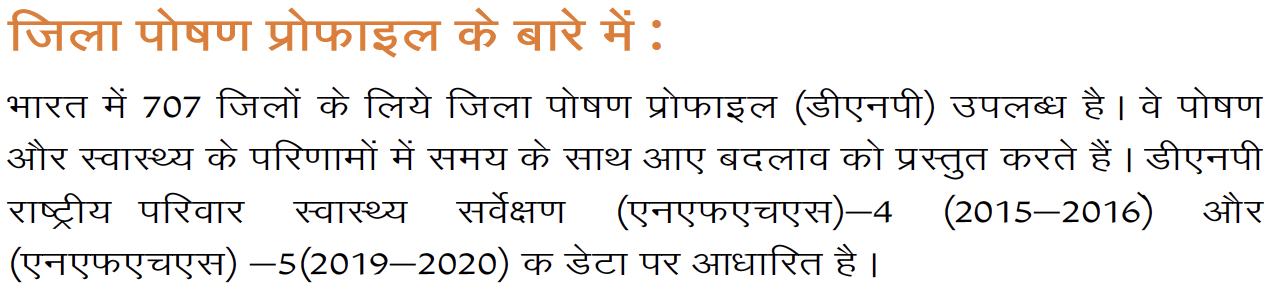 जिला पोषण प्रोफाइल के बारे में :
भारत में 707 जिलों के लिये जिला पोषण प्रोफाइल (डीएनपी) उपलब्ध है। वे पोषण
और स्वास्थ्य के परिणामों में समय के साथ आए बदलाव को प्रस्तुत करते हैं। डीएनपी
राष्ट्रीय परिवार स्वास्थ्य सर्वेक्षण (एनएफएचएस)–4 (2015–2016) और
(एनएफएचएस) –5(2019–2020) क डेटा पर आधारित है।